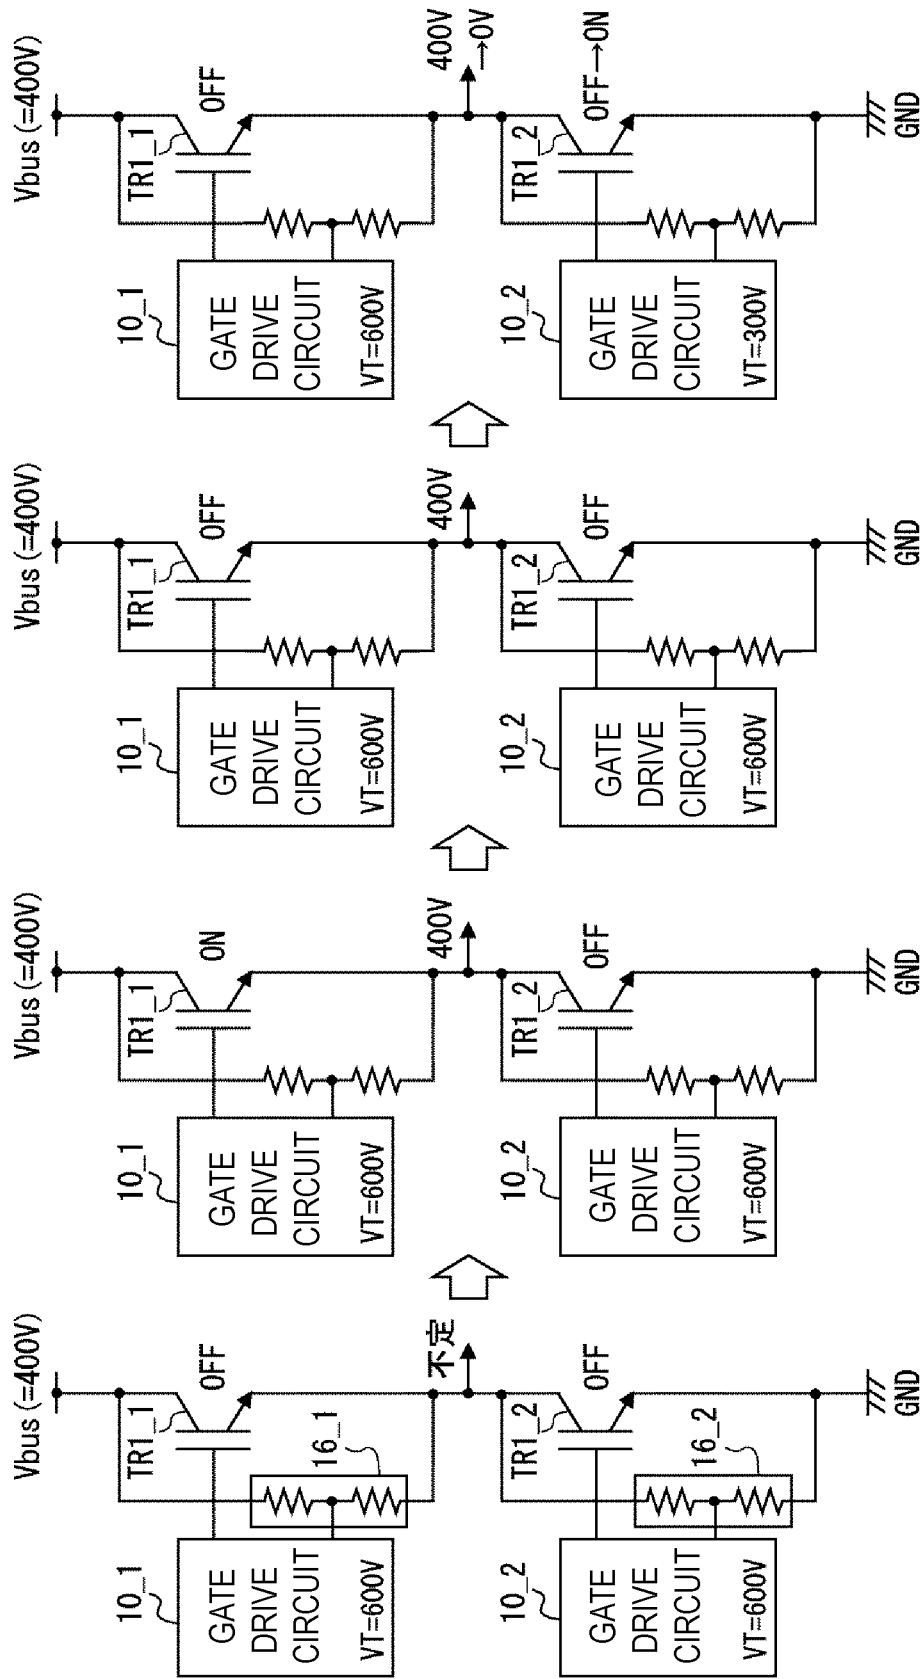 Vbus (=400V)
TR1_1
OFF
10_1
GATE
DRIVE
CIRCUIT
VT=600V
16_1
不定
TR1_2
OFF
10_2
GATE
DRIVE
CIRCUIT
VT=600V
16_2
GND
Vbus (=400V)
TR1_1
ON
10_1
GATE
DRIVE
CIRCUIT
VT=600V
400V
TR1_2
OFF
10_2
GATE
DRIVE
CIRCUIT
VT=600V
GND
Vbus (=400V)
TR1_1
OFF
10_1
GATE
DRIVE
CIRCUIT
VT=600V
400V
TR1_2
OFF
10_2
GATE
DRIVE
CIRCUIT
VT=600V
GND
Vbus (=400V)
TR1_1
OFF
10_1
GATE
DRIVE
CIRCUIT
VT=600V
400V
→0V
TR1_2
OFF→ON
10_2
GATE
DRIVE
CIRCUIT
VT=300V
GND